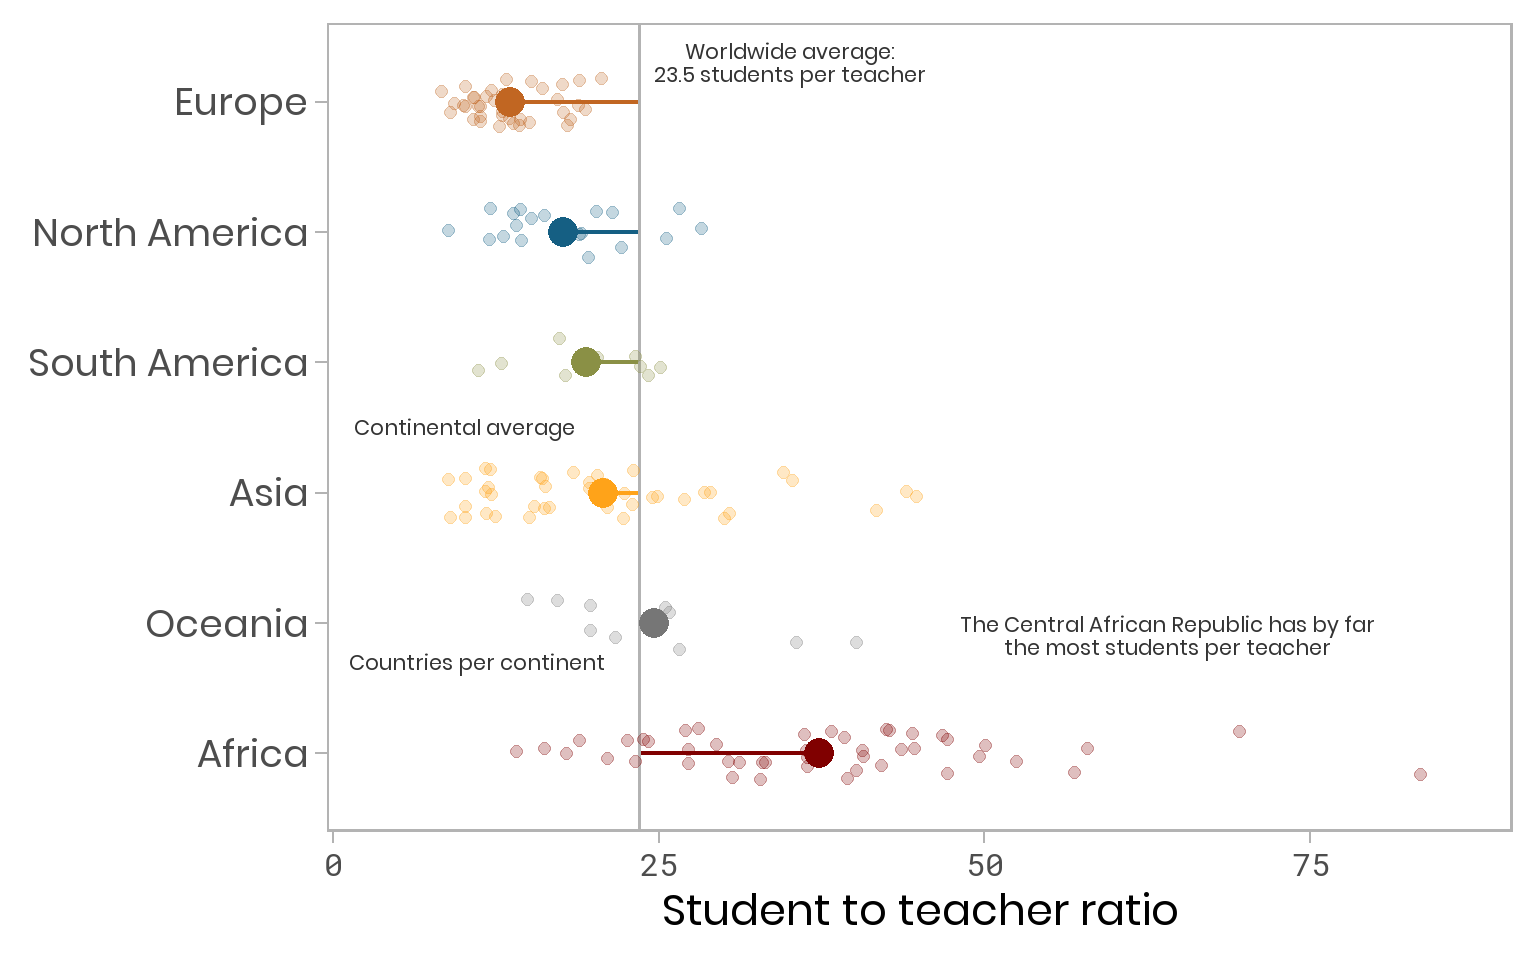 Worldwide average:
23.5 students per teacher
Europe
North America
South America
Continental average
Asia
Oceania
The Central African Republic has by far
the most students per teacher
Countries per continent
Africa
0 25 50 75
Student to teacher ratio